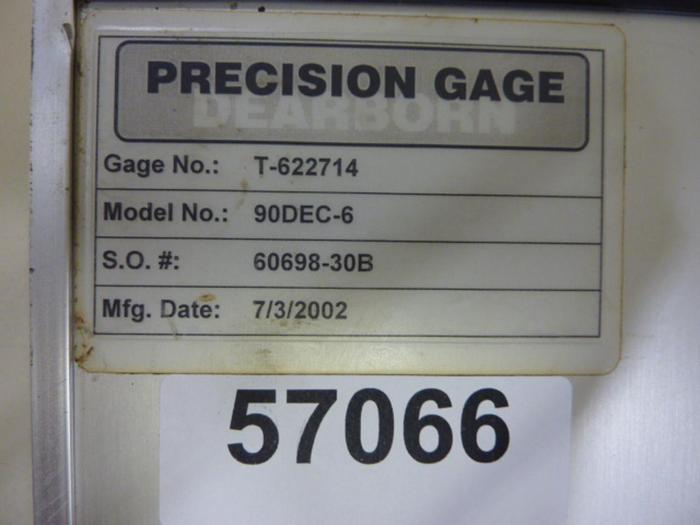 PRECISION GAGE
DEARBORN
Gage No.: T-622714
Model No.: 90DEC-6
S.O. #: 60698-30B
Mfg. Date: 7/3/2002
57066